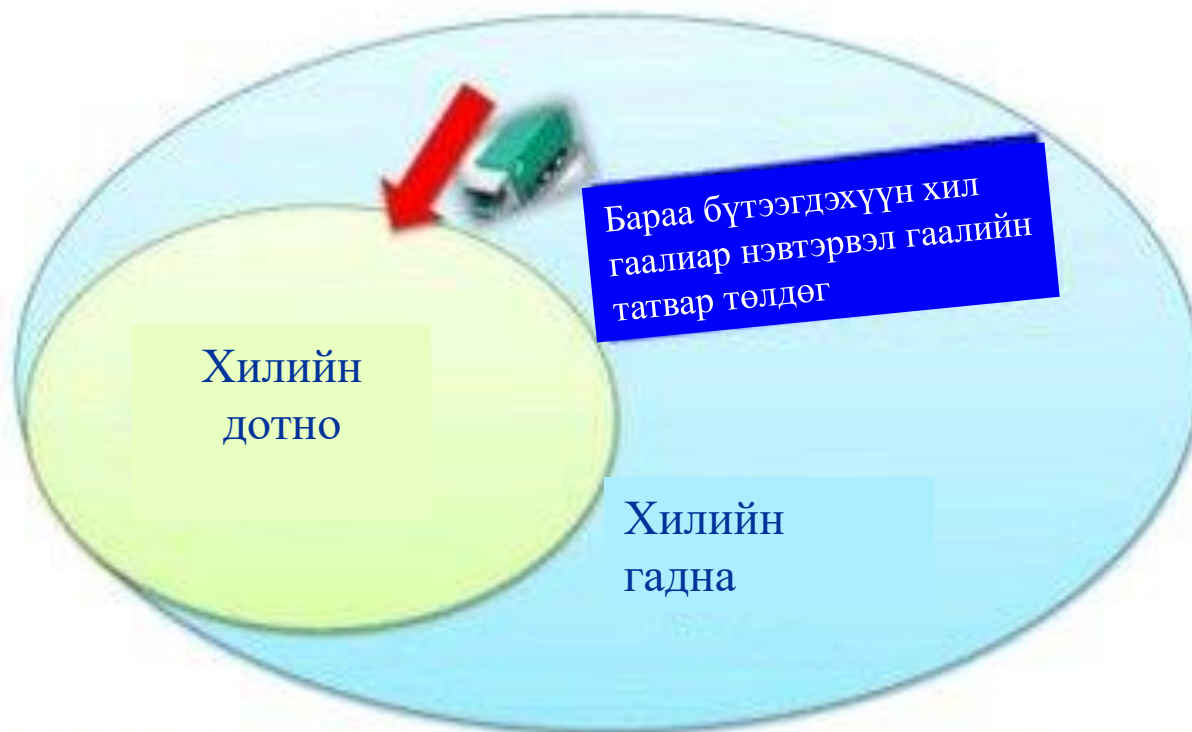 Бараа бүтээгдэхүүн хил
гаалиар нэвтэрвэл гаалийн
татвар төлдөг
Хилийн
дотно
Хилийн
гадна